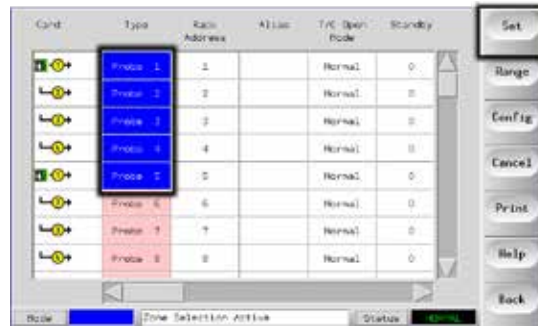 Card Type Rack Address Alias T/C Open Mode Standby
Probe 1 1 Normal 0
Probe 2 2 Normal 0
Probe 3 3 Normal 0
Probe 4 4 Normal 0
Probe 5 5 Normal 0
Probe 6 6 Normal 0
Probe 7 7 Normal 0
Probe 8 8 Normal 0
Set
Range
Config
Cancel
Print
Help
Back
Mode Zone Selection Active Status NORMAL